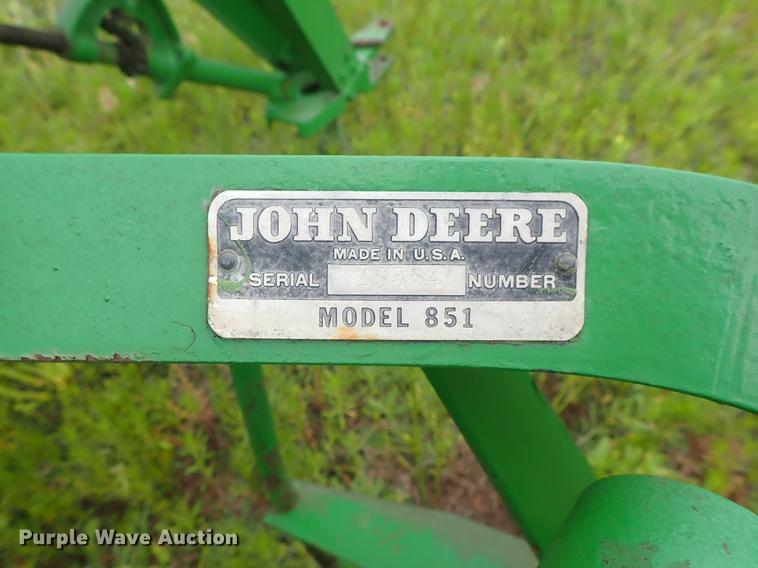 JOHN DEERE
MADE IN U.S.A.
SERIAL NUMBER
MODEL 851
Purple Wave Auction